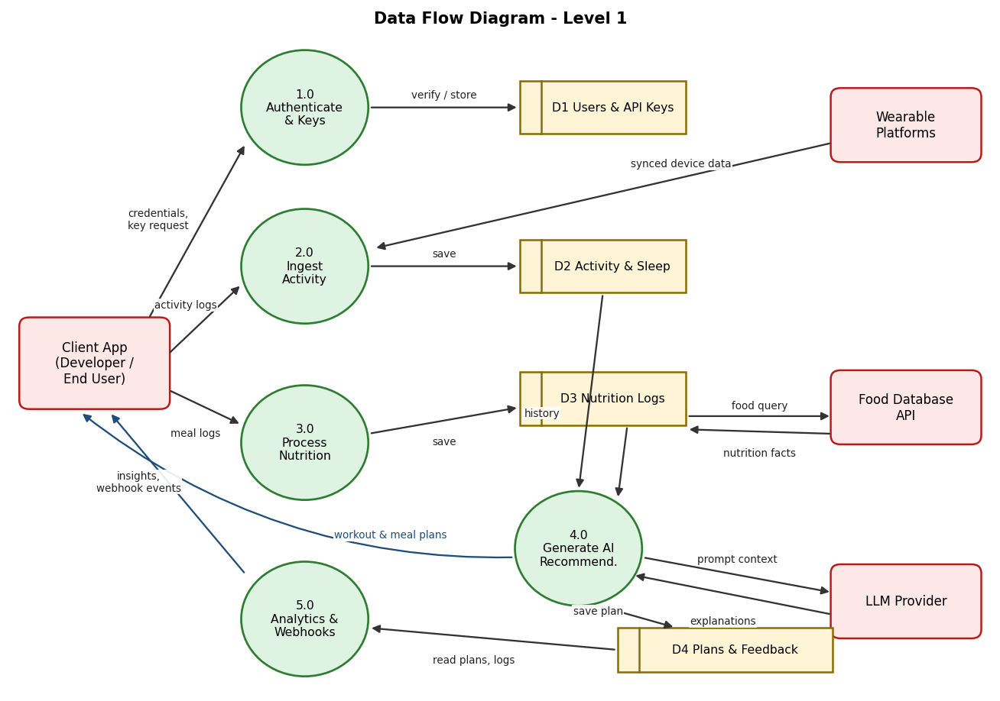 Data Flow Diagram - Level 1
1.0
Authenticate
& Keys
verify / store
D1 Users & API Keys
Wearable
Platforms
synced device data
credentials,
key request
2.0
Ingest
Activity
save
D2 Activity & Sleep
activity logs
Client App
(Developer /
End User)
D3 Nutrition Logs
history
food query
Food Database
API
nutrition facts
3.0
Process
Nutrition
meal logs
save
insights,
webhook events
workout & meal plans
4.0
Generate AI
Recommend.
prompt context
LLM Provider
save plan
explanations
5.0
Analytics &
Webhooks
read plans, logs
D4 Plans & Feedback